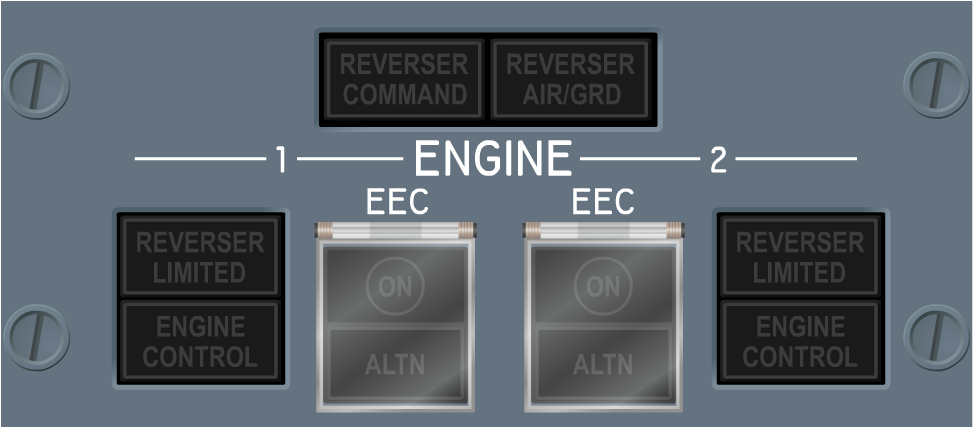 REVERSER COMMAND
REVERSER AIR/GRD
1 ENGINE 2
EEC EEC
REVERSER LIMITED
ENGINE CONTROL
ON
ALTN
ON
ALTN
REVERSER LIMITED
ENGINE CONTROL